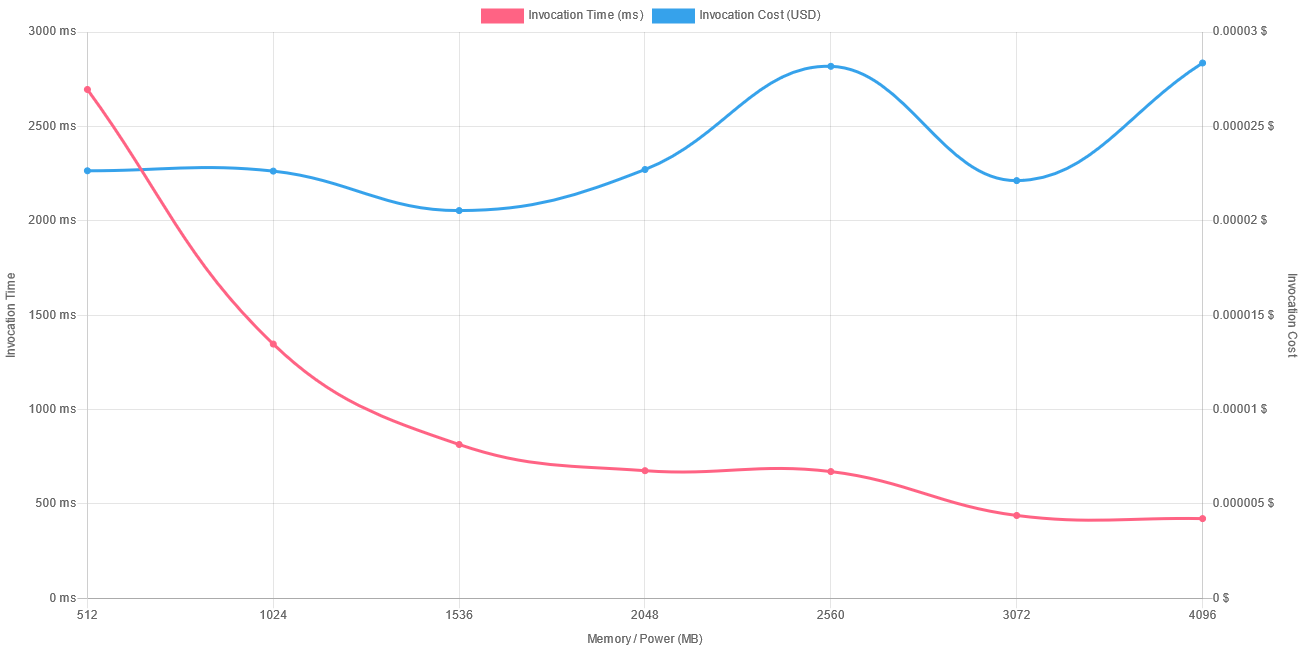 Invocation Time (ms) Invocation Cost (USD)
3000 ms
2500 ms
2000 ms
1500 ms
1000 ms
500 ms
0 ms
Invocation Time
0.00003 $
0.000025 $
0.00002 $
0.000015 $
0.00001 $
0.000005 $
0 $
Invocation Cost
512 1024 1536 2048 2560 3072 4096
Memory / Power (MB)